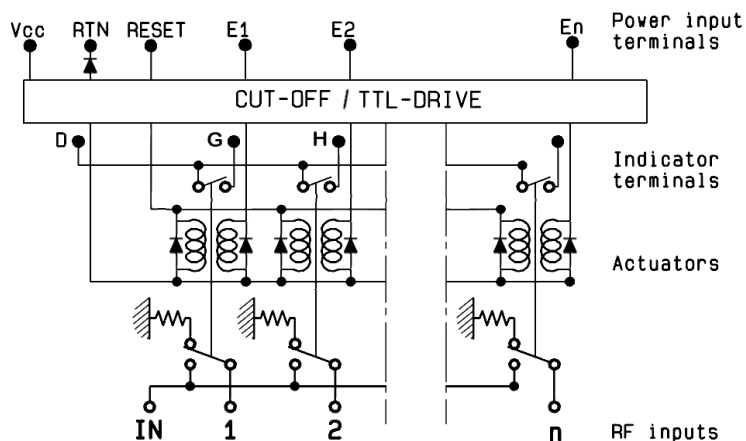 Vcc RTN RESET E1 E2 En Power input
terminals
CUT-OFF / TTL-DRIVE
D G H Indicator
terminals
Actuators
IN 1 2 n RF inputs